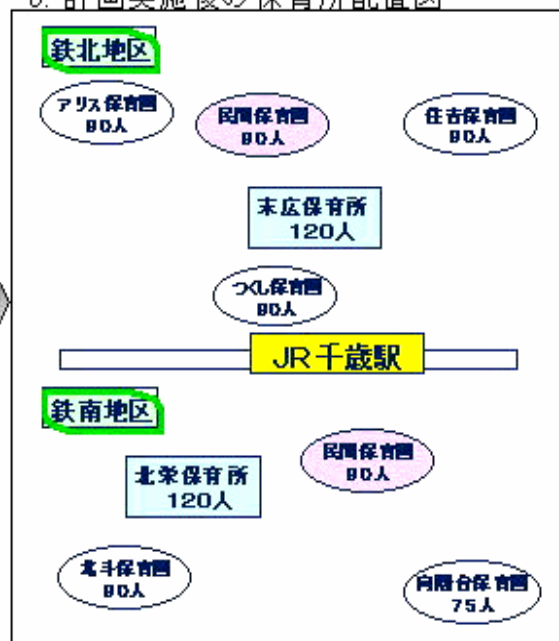 鉄北地区
アリス保育園
90人
民間保育園
90人
住吉保育園
90人
末広保育所
120人
つくし保育園
90人
JR千歳駅
鉄南地区
民間保育園
90人
北栄保育所
120人
北斗保育園
90人
向陽台保育園
75人